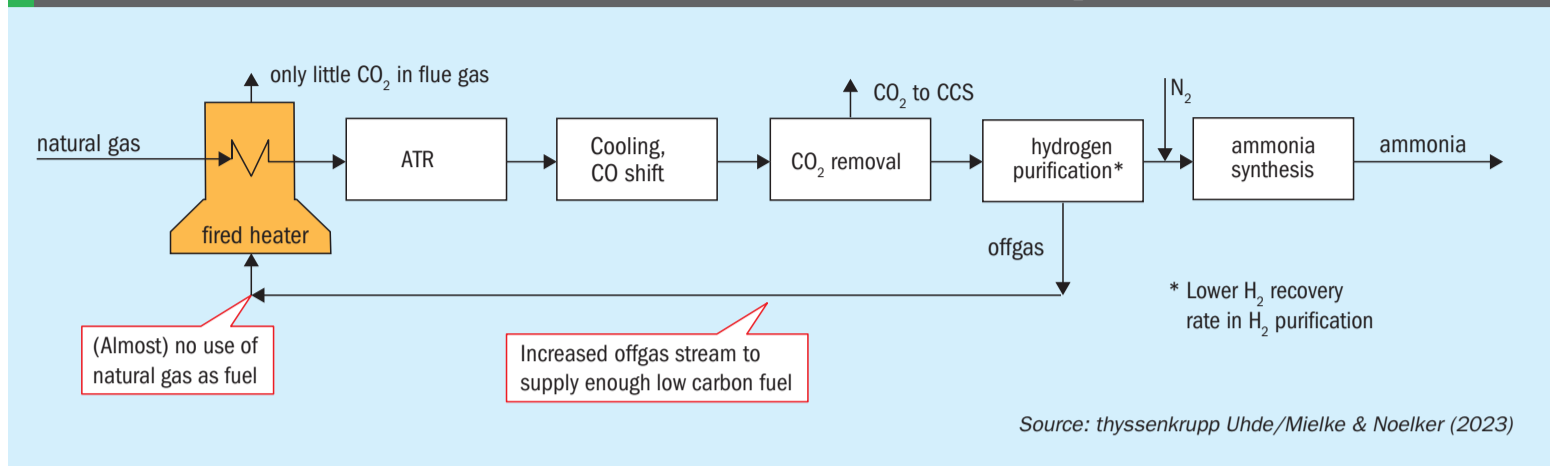 only little CO₂ in flue gas
CO₂ to CCS
N₂
natural gas
ATR
Cooling,
CO shift
CO₂ removal
hydrogen
purification*
ammonia
synthesis
ammonia
fired heater
offgas
* Lower H₂ recovery
rate in H₂ purification
(Almost) no use of
natural gas as fuel
Increased offgas stream to
supply enough low carbon fuel
Source: thyssenkrupp Uhde/Mielke & Noelker (2023)